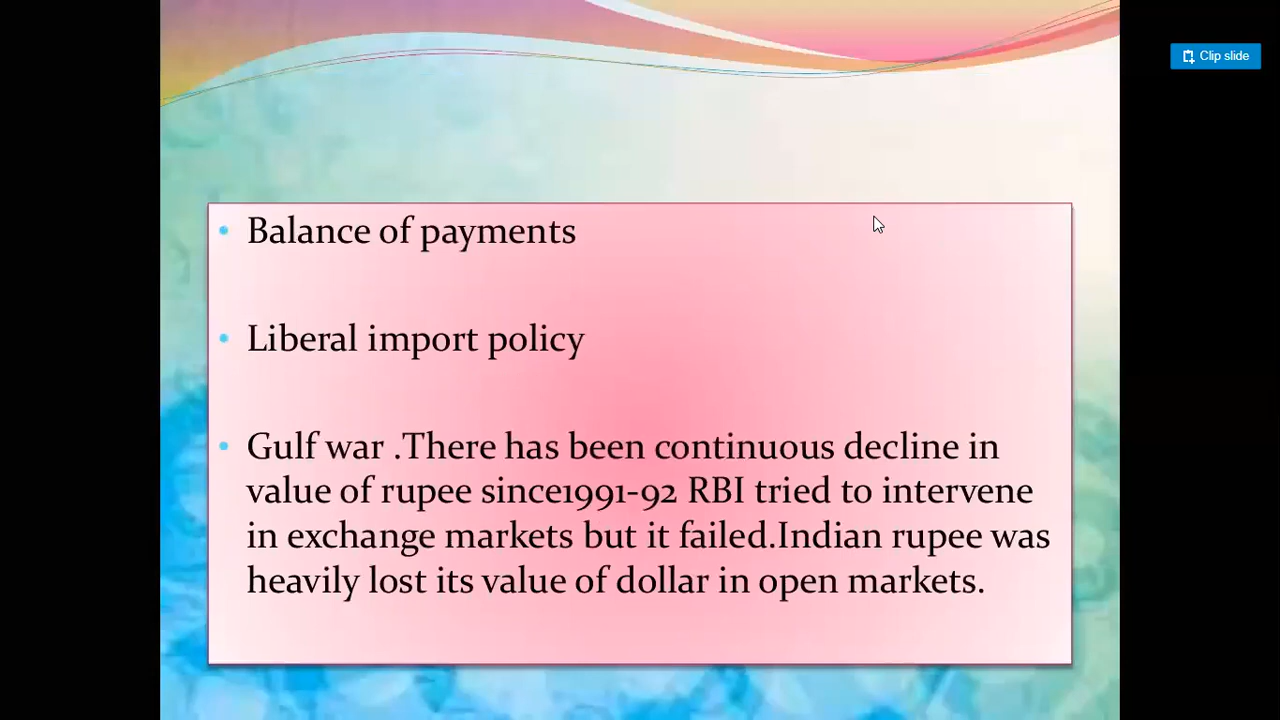 Clip slide
• Balance of payments
• Liberal import policy
• Gulf war .There has been continuous decline in
value of rupee since1991-92 RBI tried to intervene
in exchange markets but it failed.Indian rupee was
heavily lost its value of dollar in open markets.